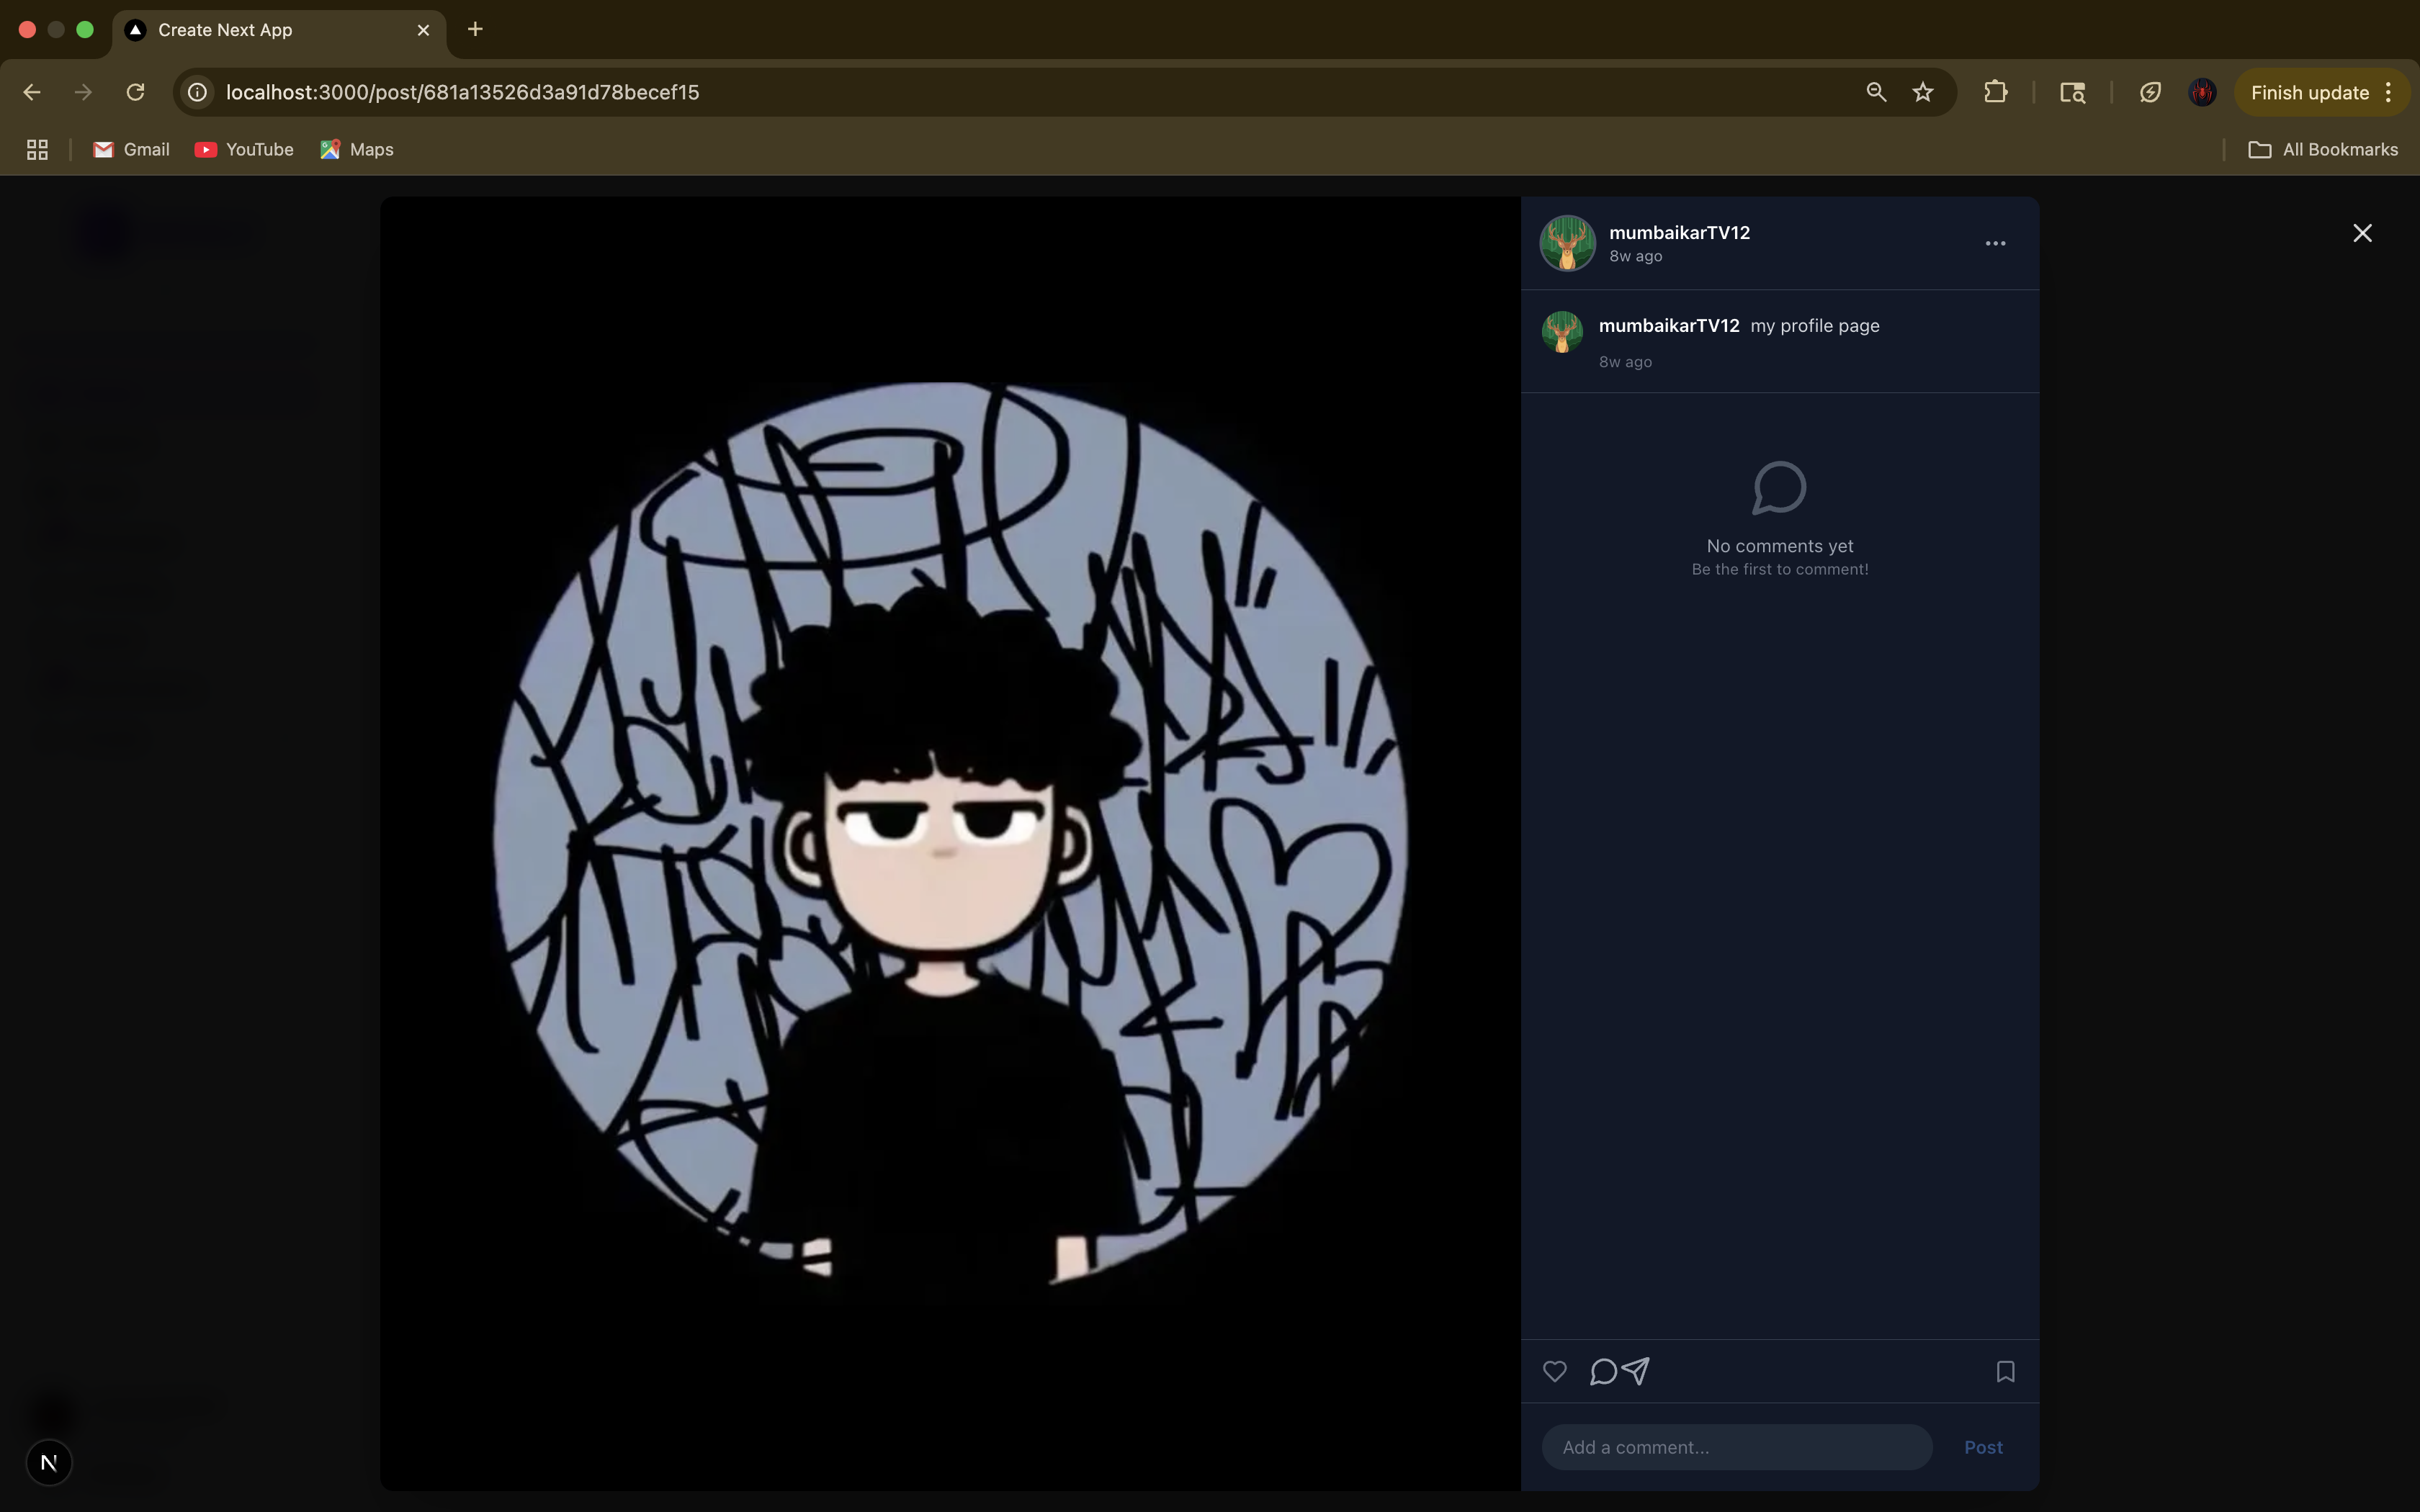 Create Next App
localhost:3000/post/681a13526d3a91d78becef15
Finish update
Gmail
YouTube
Maps
All Bookmarks
mumbaikarTV12
8w ago
mumbaikarTV12 my profile page
8w ago
No comments yet
Be the first to comment!
Add a comment...
Post
N